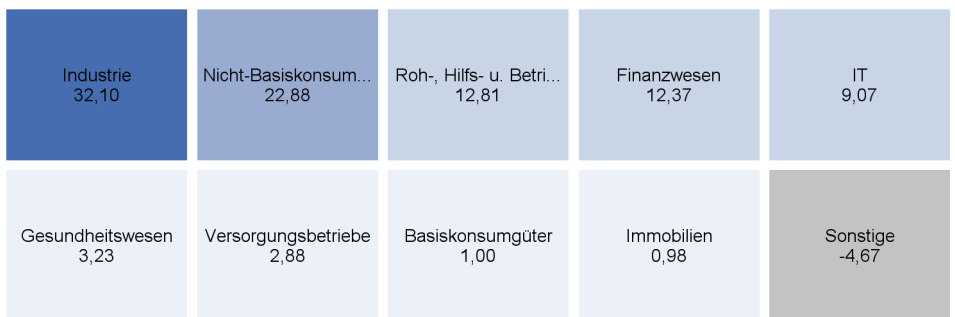 Industrie
32,10
Nicht-Basiskonsum...
22,88
Roh-, Hilfs- u. Betri...
12,81
Finanzwesen
12,37
IT
9,07
Gesundheitswesen
3,23
Versorgungsbetriebe
2,88
Basiskonsumgüter
1,00
Immobilien
0,98
Sonstige
-4,67